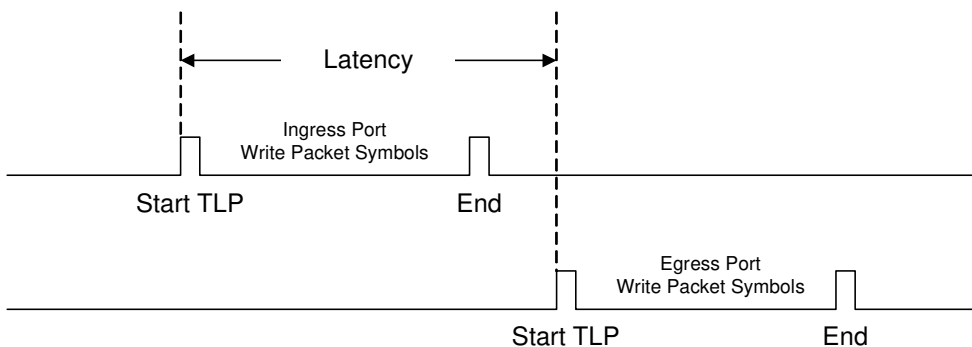 Latency
Ingress Port
Write Packet Symbols
Start TLP
End
Egress Port
Write Packet Symbols
Start TLP
End